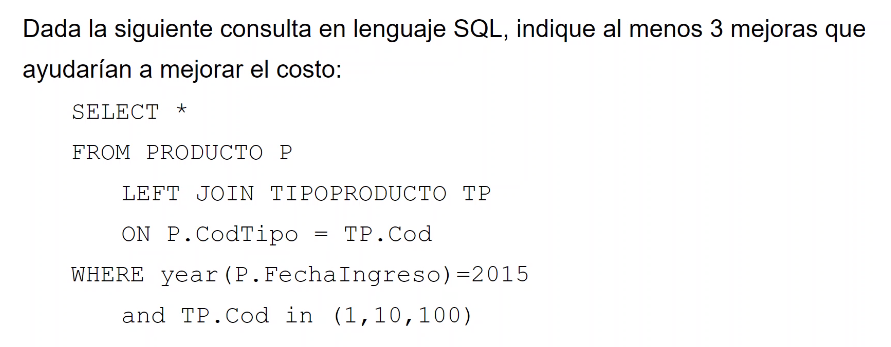 Dada la siguiente consulta en lenguaje SQL, indique al menos 3 mejoras que
ayudarían a mejorar el costo:
SELECT *
FROM PRODUCTO P
LEFT JOIN TIPOPRODUCTO TP
ON P.CodTipo = TP.Cod
WHERE year(P.FechaIngreso)=2015
and TP.Cod in (1,10,100)